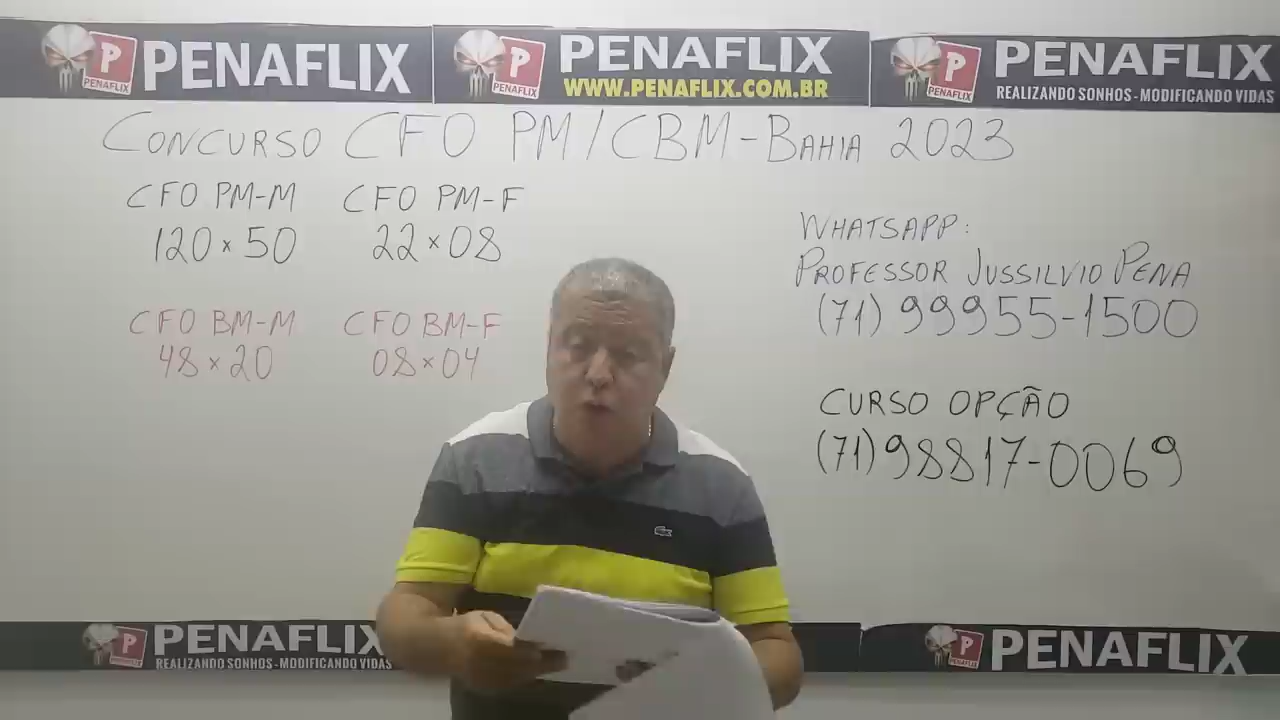 P
PENAFLIX
PENAFLIX
P
PENAFLIX
PENAFLIX
WWW.PENAFLIX.COM.BR
P
PENAFLIX
PENAFLIX
REALIZANDO SONHOS - MODIFICANDO VIDAS
CONCURSO CFO PM/CBM-BAHIA 2023
CFO PM-M
120 x 50
CFO PM-F
22 x 08
CFO BM-M
48 x 20
CFO BM-F
08 x 04
WHATSAPP:
PROFESSOR JUSSILVIO PENA
(71) 99955-1500
CURSO OPÇÃO
(71) 98817-0069
P
PENAFLIX
REALIZANDO SONHOS - MODIFICANDO VIDAS
P
PENAFLIX
PENAFLIX